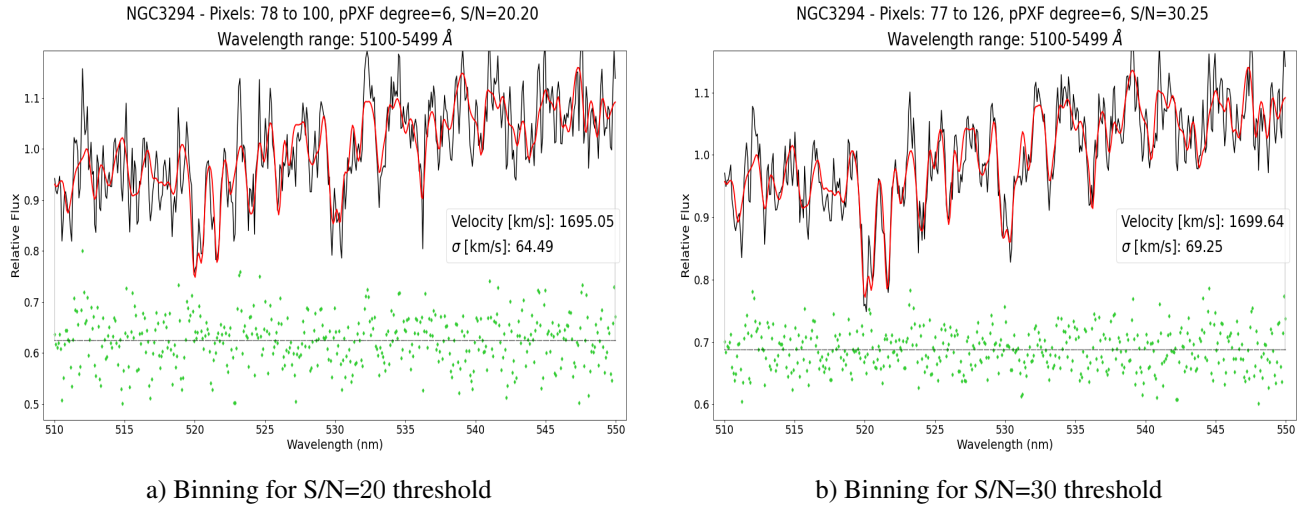 NGC3294 - Pixels: 78 to 100, pPXF degree=6, S/N=20.20
Wavelength range: 5100-5499 Å
Relative Flux
1.1
1.0
0.9
0.8
0.7
0.6
0.5
Velocity [km/s]: 1695.05
σ [km/s]: 64.49
510 515 520 525 530 535 540 545 550
Wavelength (nm)
a) Binning for S/N=20 threshold
NGC3294 - Pixels: 77 to 126, pPXF degree=6, S/N=30.25
Wavelength range: 5100-5499 Å
Relative Flux
1.1
1.0
0.9
0.8
0.7
0.6
Velocity [km/s]: 1699.64
σ [km/s]: 69.25
510 515 520 525 530 535 540 545 550
Wavelength (nm)
b) Binning for S/N=30 threshold